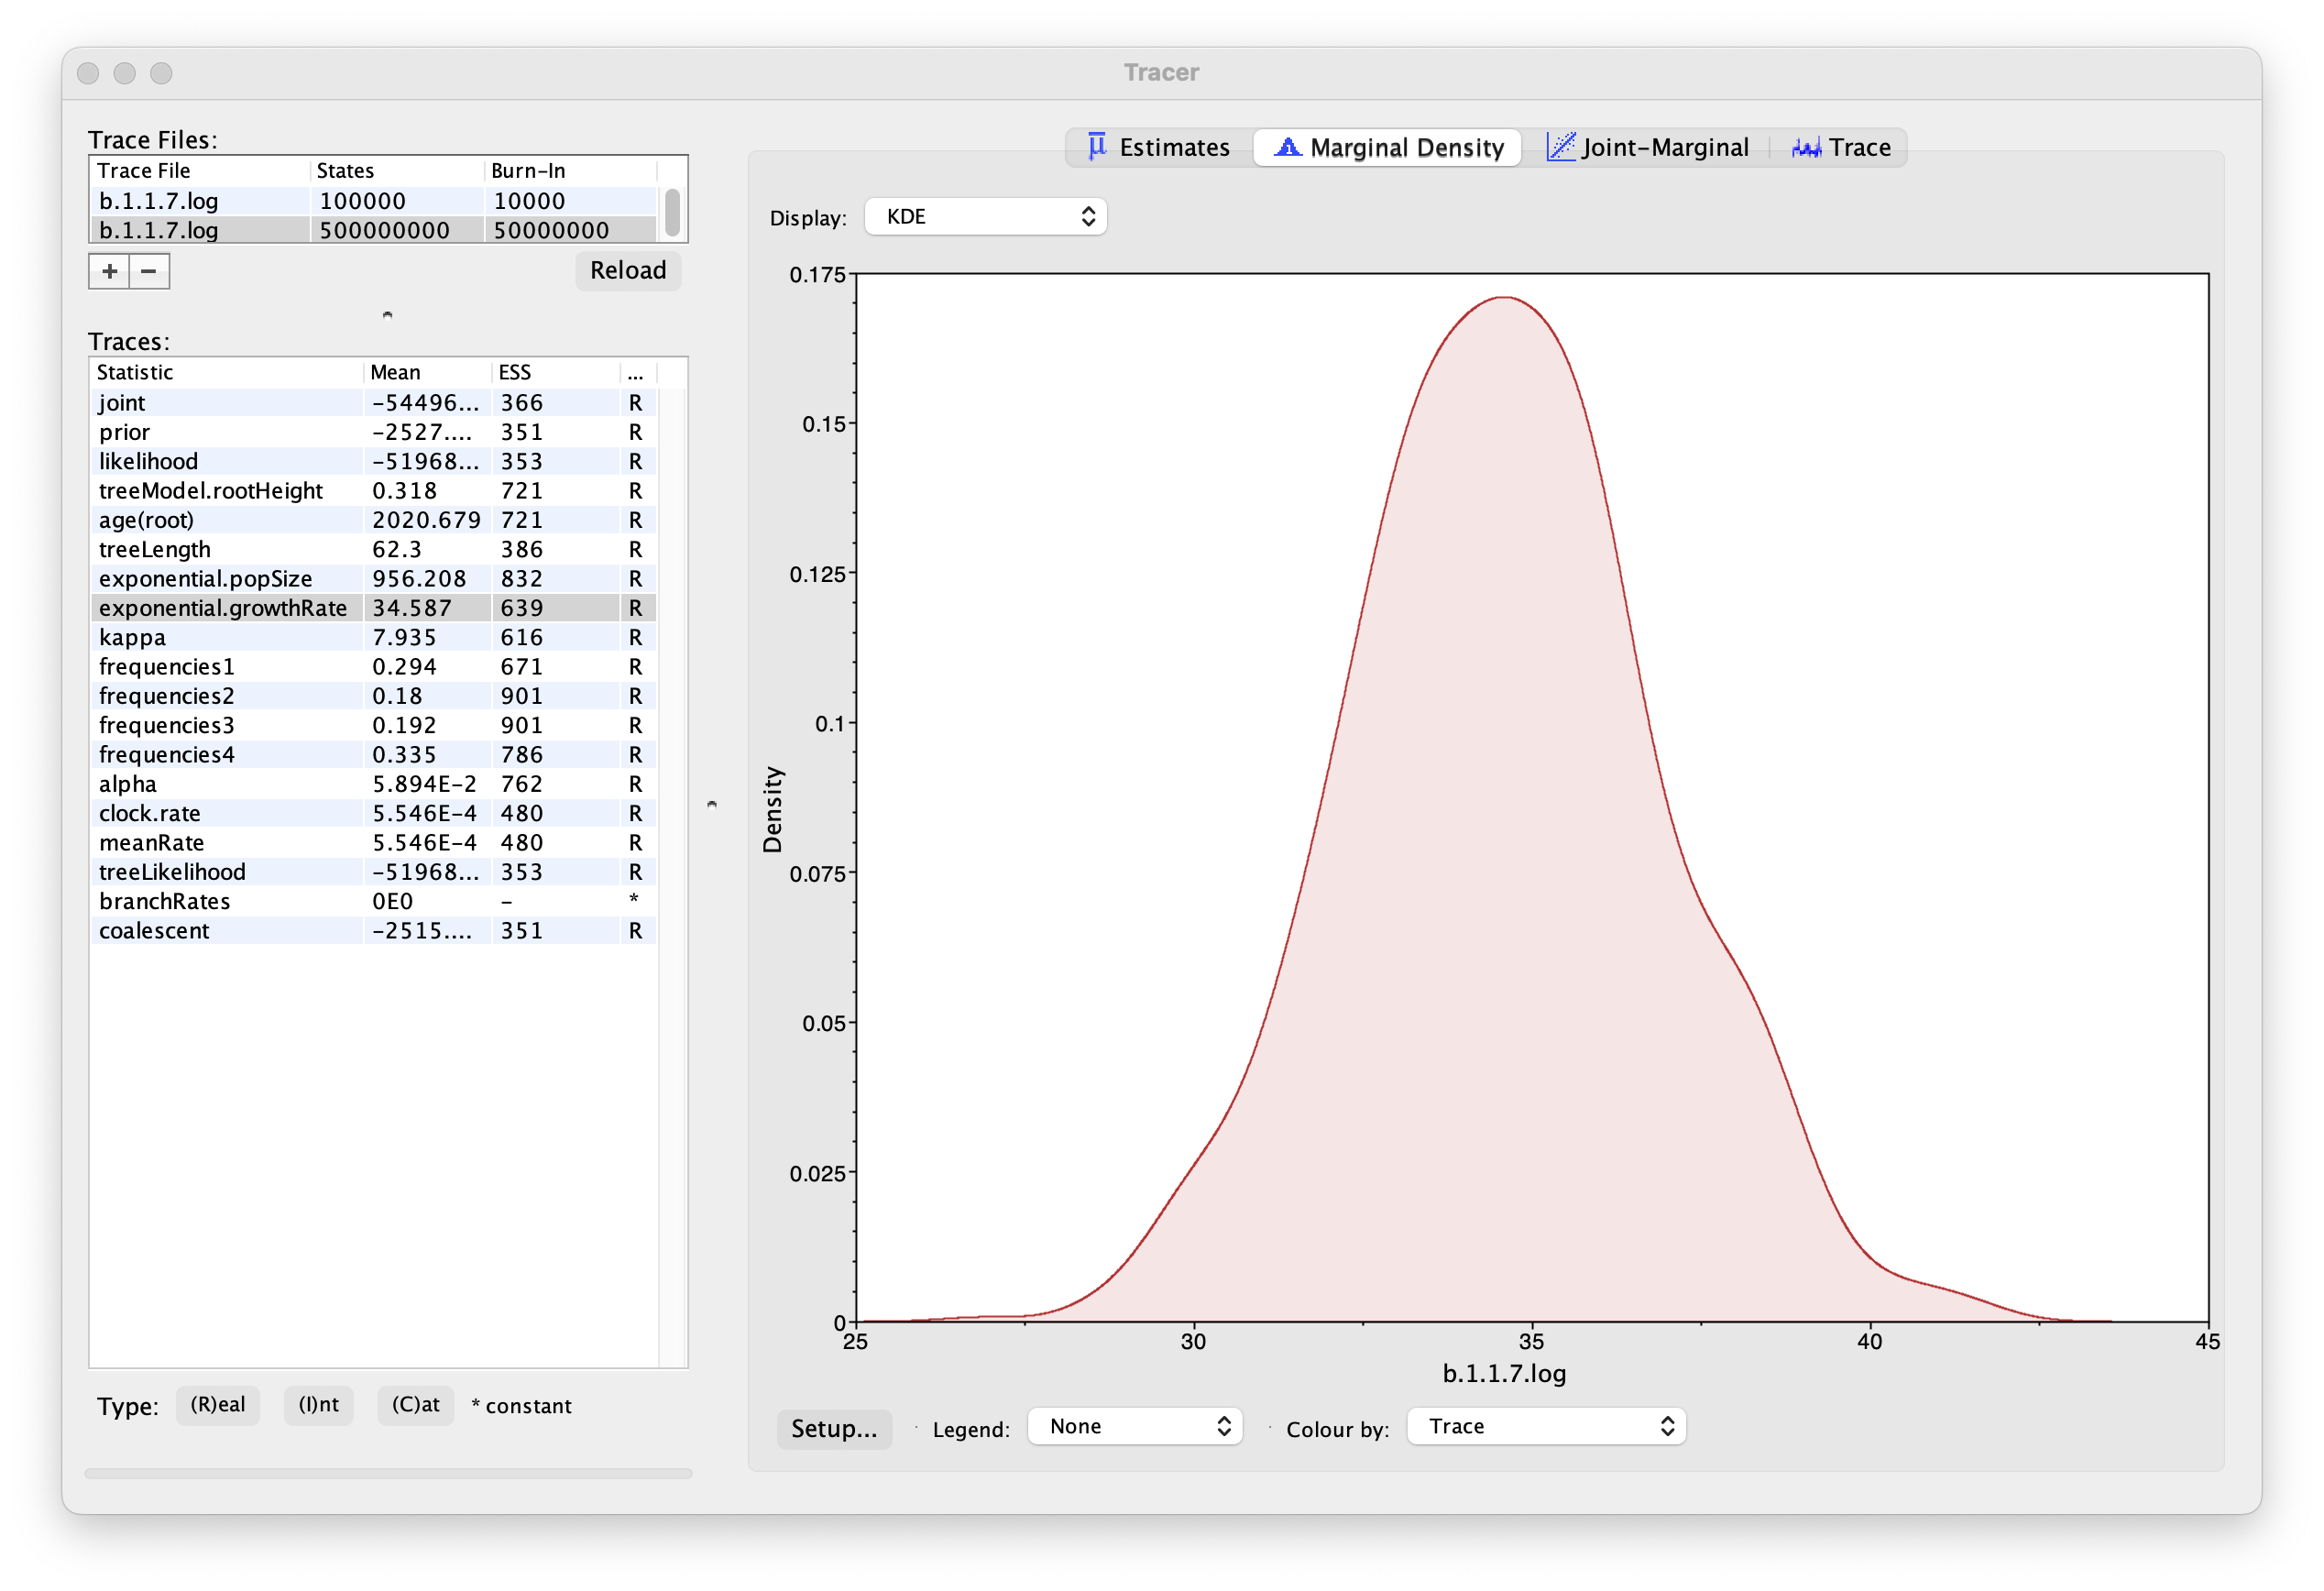 Tracer
Trace Files:
Trace File States Burn-In
b.1.1.7.log 100000 10000
b.1.1.7.log 500000000 50000000
+ −
Reload
Traces:
Statistic Mean ESS ...
joint -54496... 366 R
prior -2527.... 351 R
likelihood -51968... 353 R
treeModel.rootHeight 0.318 721 R
age(root) 2020.679 721 R
treeLength 62.3 386 R
exponential.popSize 956.208 832 R
exponential.growthRate 34.587 639 R
kappa 7.935 616 R
frequencies1 0.294 671 R
frequencies2 0.18 901 R
frequencies3 0.192 901 R
frequencies4 0.335 786 R
alpha 5.894E-2 762 R
clock.rate 5.546E-4 480 R
meanRate 5.546E-4 480 R
treeLikelihood -51968... 353 R
branchRates 0E0 - *
coalescent -2515.... 351 R
Type: (R)eal (I)nt (C)at * constant
Estimates Marginal Density Joint-Marginal Trace
Display: KDE
0.175
0.15
0.125
0.1
0.075
0.05
0.025
0
Density
25 30 35 40 45
b.1.1.7.log
Setup... Legend: None Colour by: Trace